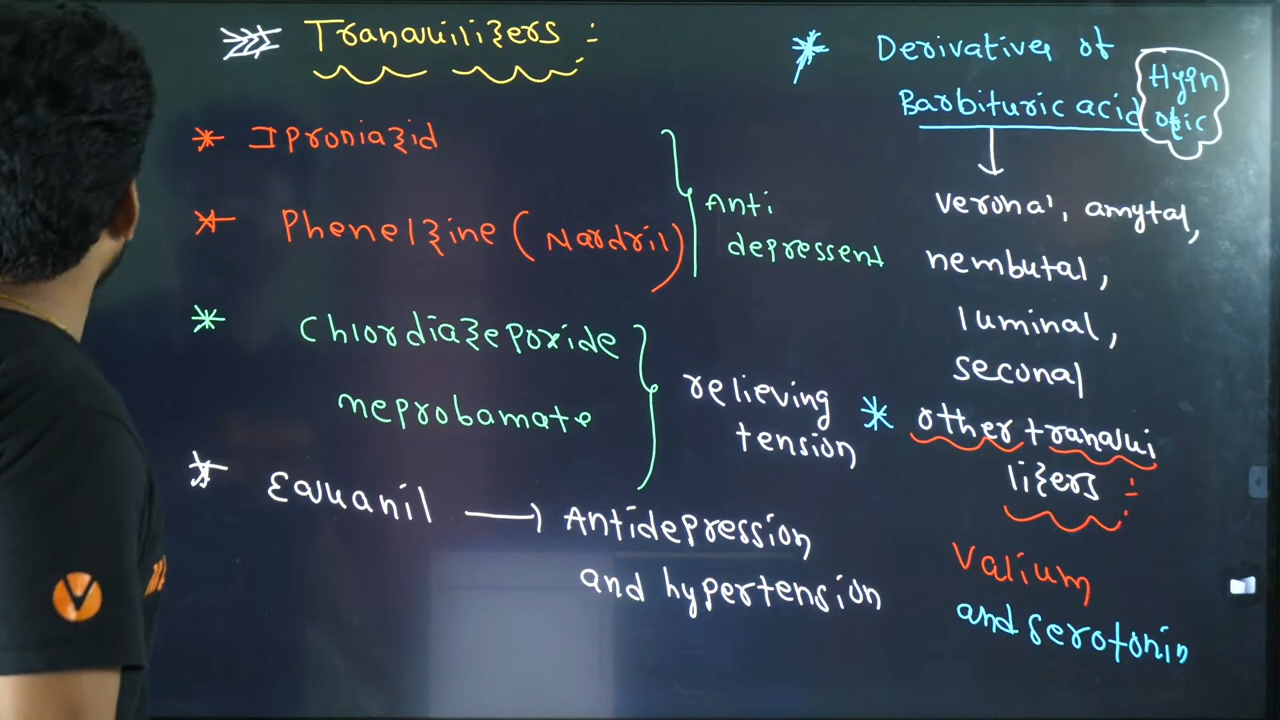 Tranquilizers :-
* Iproniazid
* Phenelzine (Nardril)
Anti
depressent
* Chlordiazepoxide
meprobamate
relieving
tension
* Equanil → Antidepression
and hypertension
* Derivatives of
Barbituric acid
Hypn
otic
veronal, amytal,
nembutal,
luminal,
seconal
* other tranqui
lizers :-
Valium
and serotonin